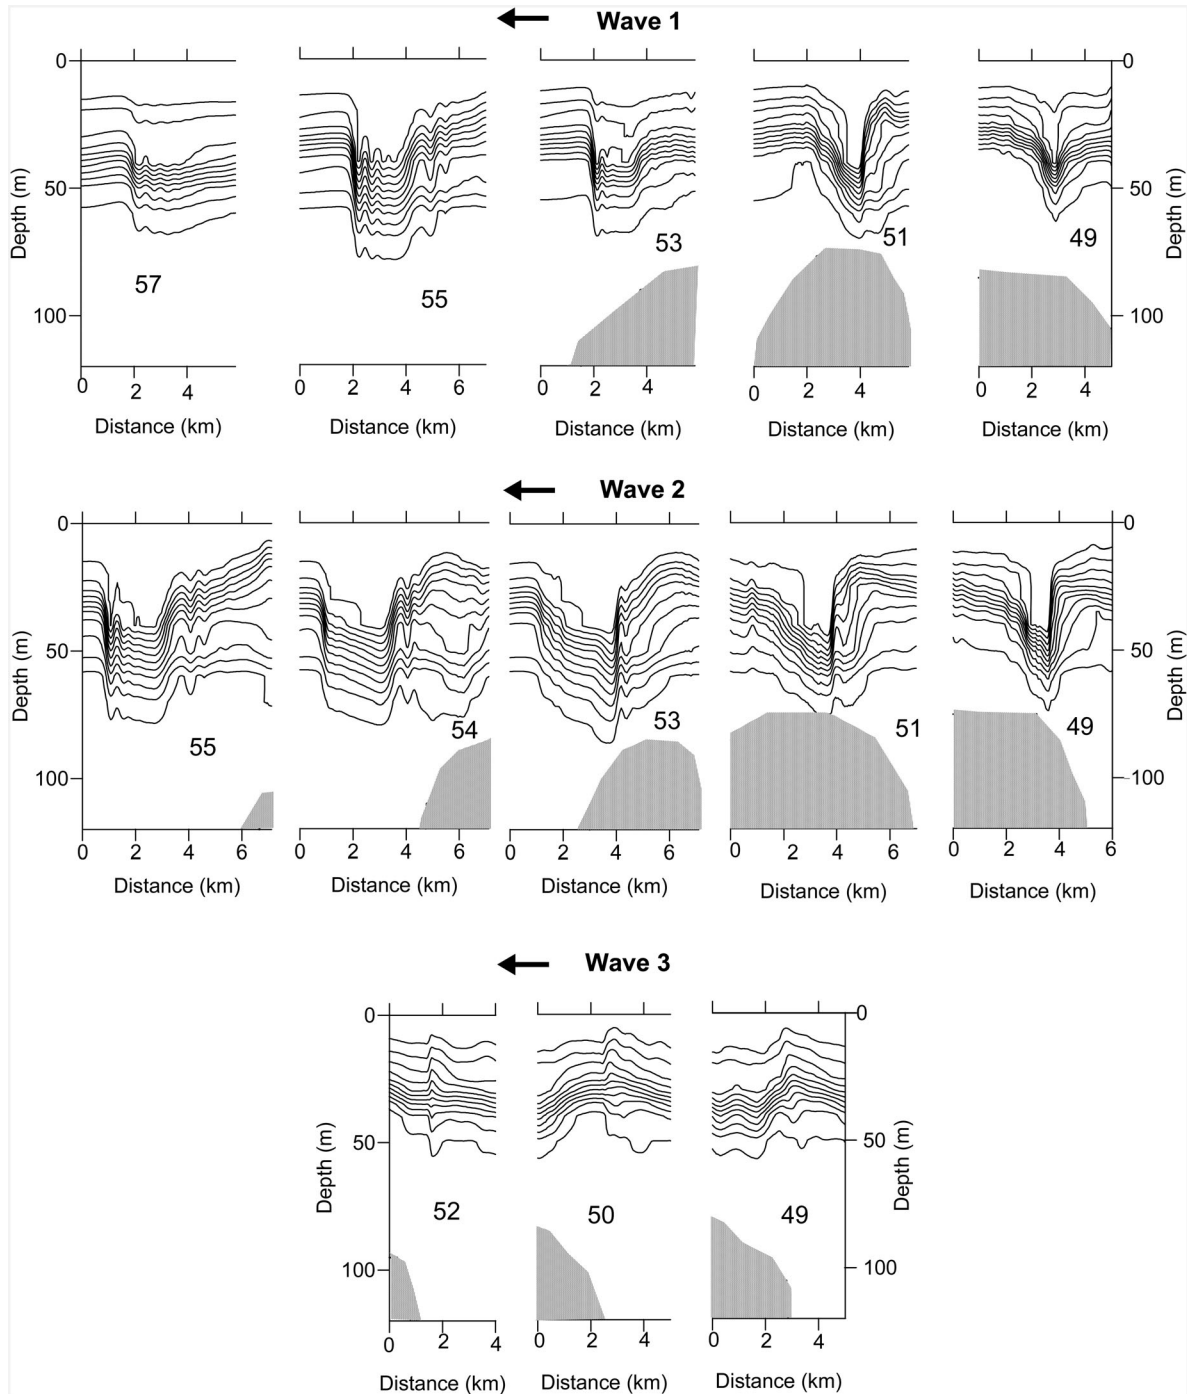 Wave 1
0 0
50 50
100 100
Depth (m) Depth (m)
57 55 53 51 49
0 2 4 0 2 4 6 0 2 4 0 2 4 0 2 4
Distance (km) Distance (km) Distance (km) Distance (km) Distance (km)
Wave 2
0 0
50 50
100 100
Depth (m) Depth (m)
55 54 53 51 49
0 2 4 6 0 2 4 6 0 2 4 6 0 2 4 6 0 2 4 6
Distance (km) Distance (km) Distance (km) Distance (km) Distance (km)
Wave 3
0 0
50 50
100 100
Depth (m) Depth (m)
52 50 49
0 2 4 0 2 4 0 2 4
Distance (km) Distance (km) Distance (km)